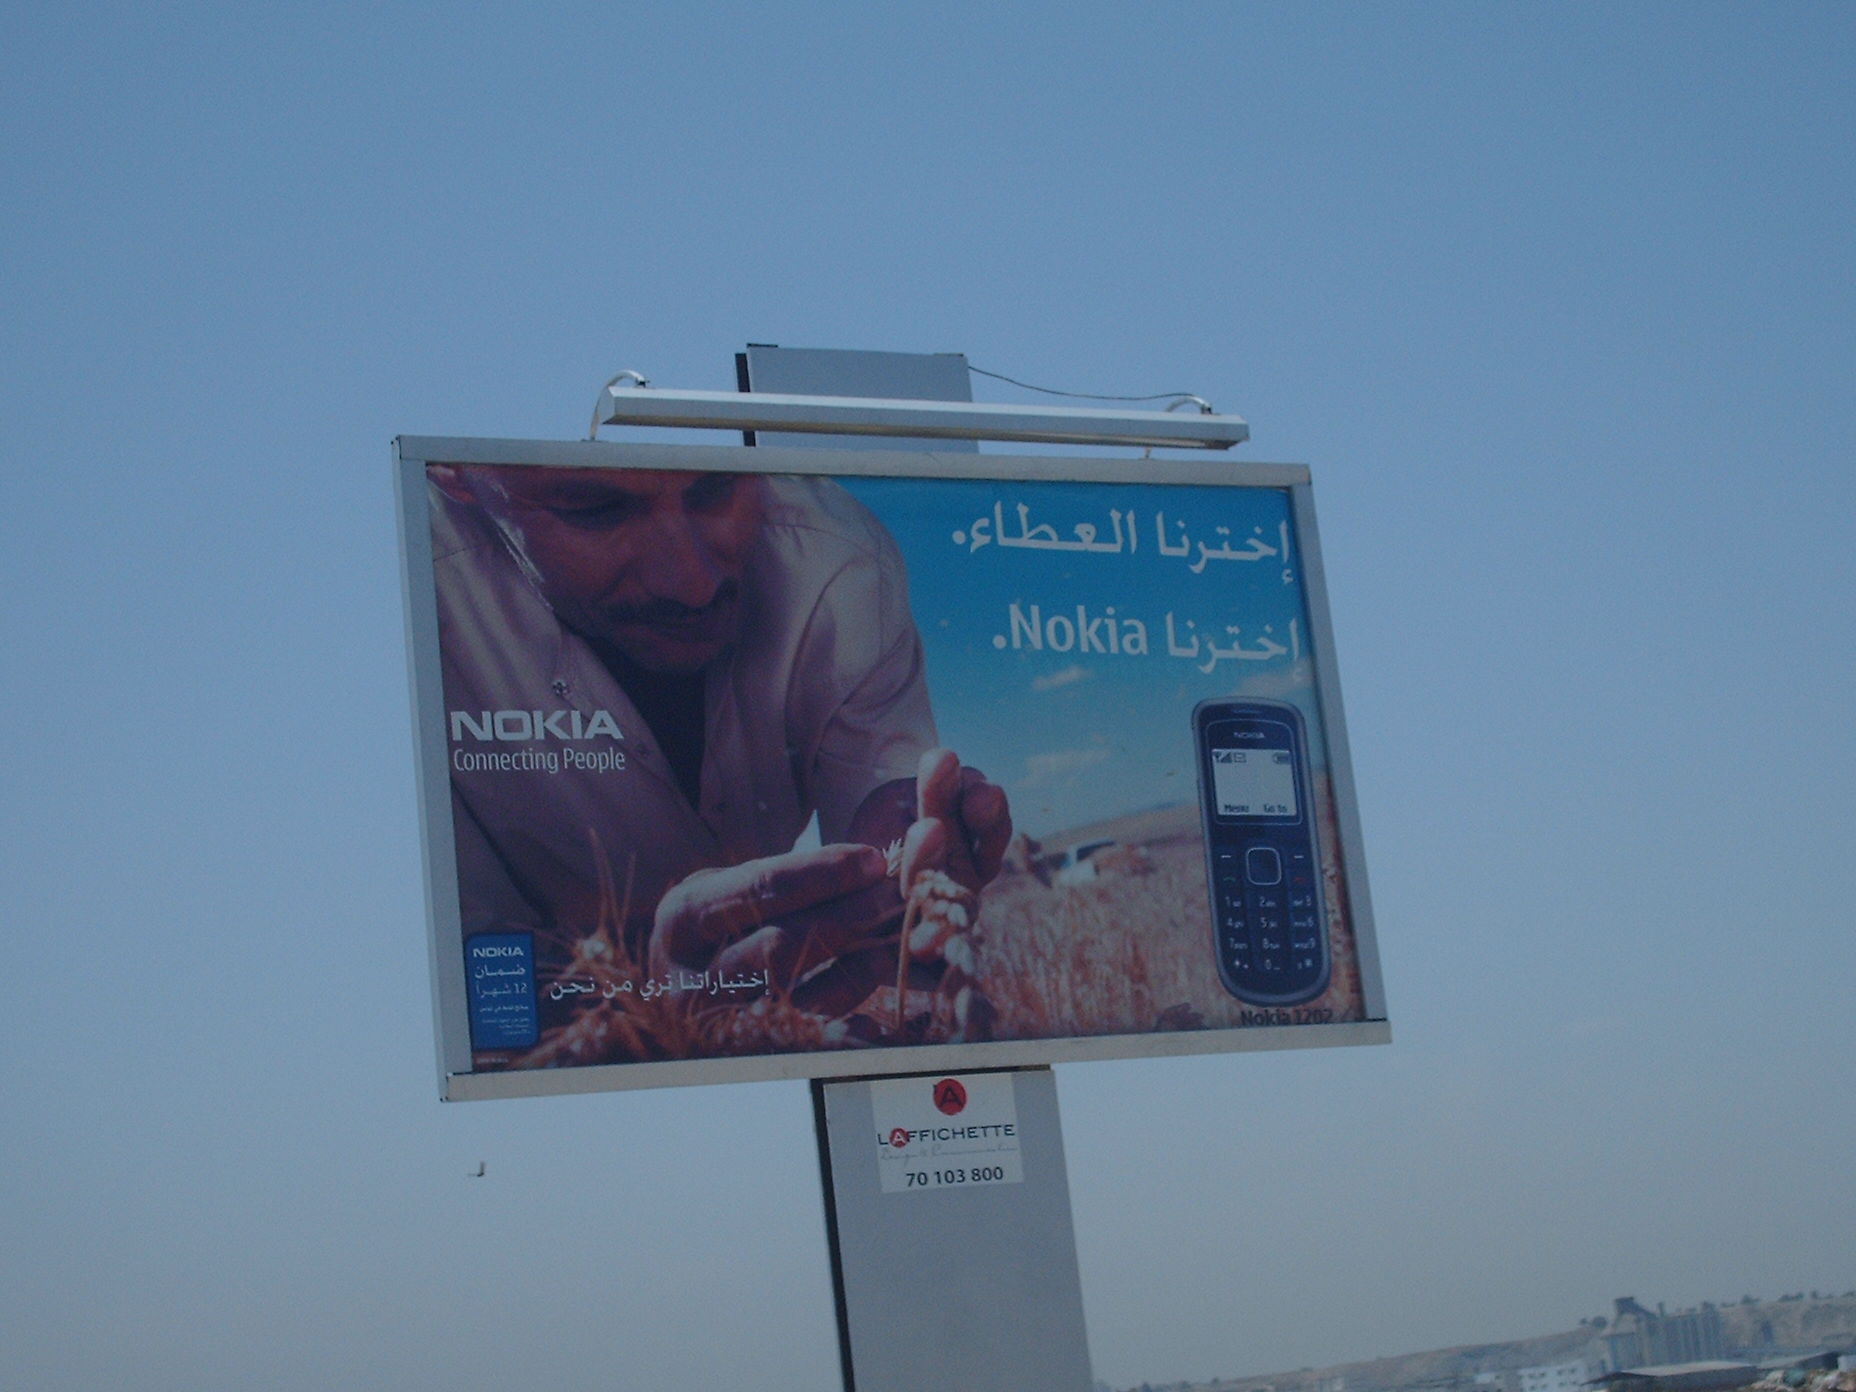 إخترنا العطاء.
إخترنا Nokia.
NOKIA
Connecting People
NOKIA
Menu Go to
NOKIA
ضمان
12 شهراً
إختياراتنا تري من نحن
Nokia 1202
A
LAFFICHETTE
70 103 800